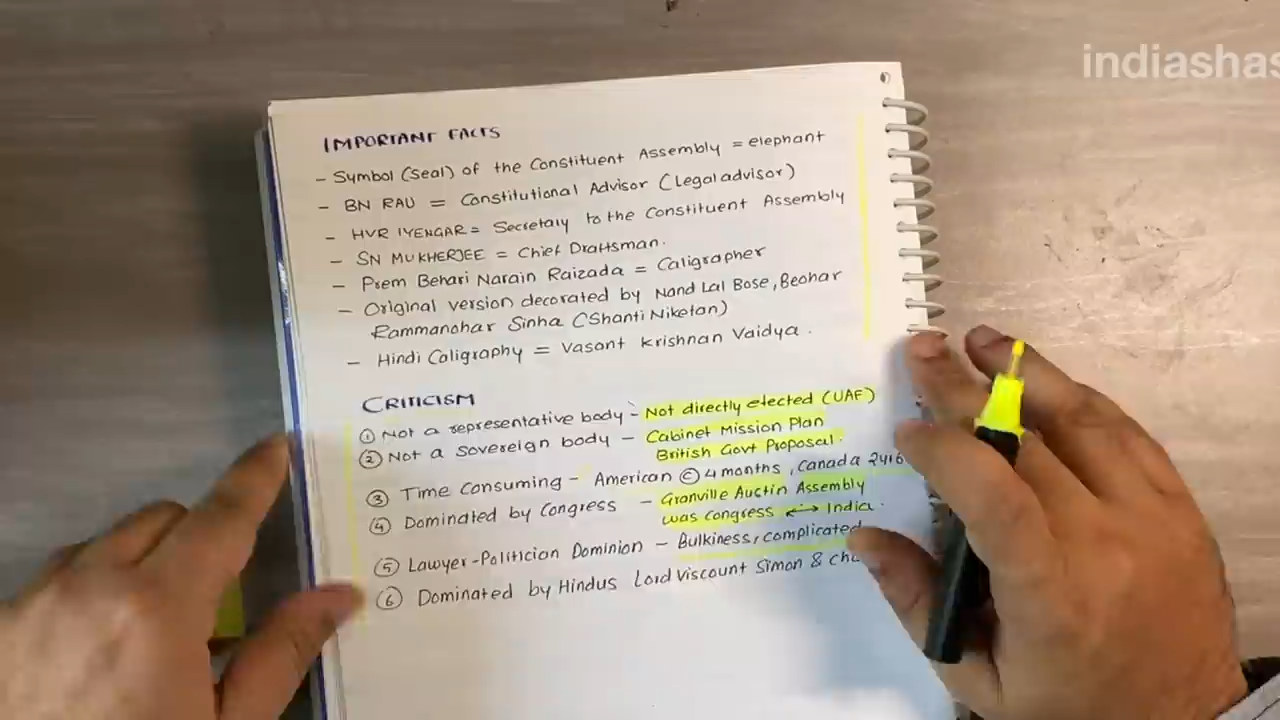 indiashas
IMPORTANT FACTS
- Symbol (seal) of the Constituent Assembly = elephant
- BN RAU = Constitutional Advisor (Legal advisor)
- HVR IYENGAR = Secretary to the Constituent Assembly
- SN MUKHERJEE = Chief Draftsman.
- Prem Behari Narain Raizada = Caligrapher
- Original version decorated by Nand Lal Bose, Beohar
Rammanohar Sinha (Shanti Niketan)
- Hindi Caligraphy = Vasant Krishnan Vaidya.
CRITICISM
① Not a representative body - Not directly elected (UAF)
② Not a sovereign body - Cabinet Mission Plan
British Govt Proposal.
③ Time Consuming - American © 4 months, Canada 2y16
④ Dominated by Congress - Granville Austin Assembly
was Congress ↔ India.
⑤ Lawyer-Politician Dominion - Bulkiness, complicated
⑥ Dominated by Hindus Lord Viscount Simon &